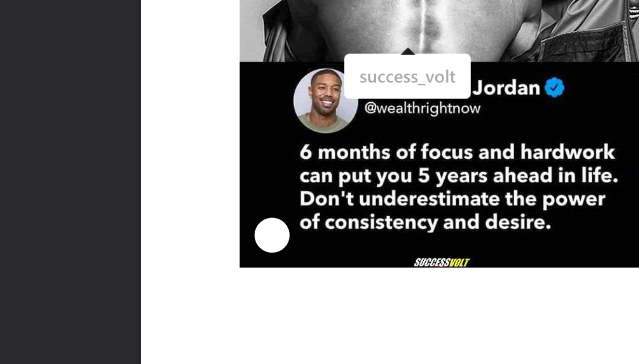 success_volt
Jordan
@wealthrightnow
6 months of focus and hardwork
can put you 5 years ahead in life.
Don't underestimate the power
of consistency and desire.
SUCCESSVOLT